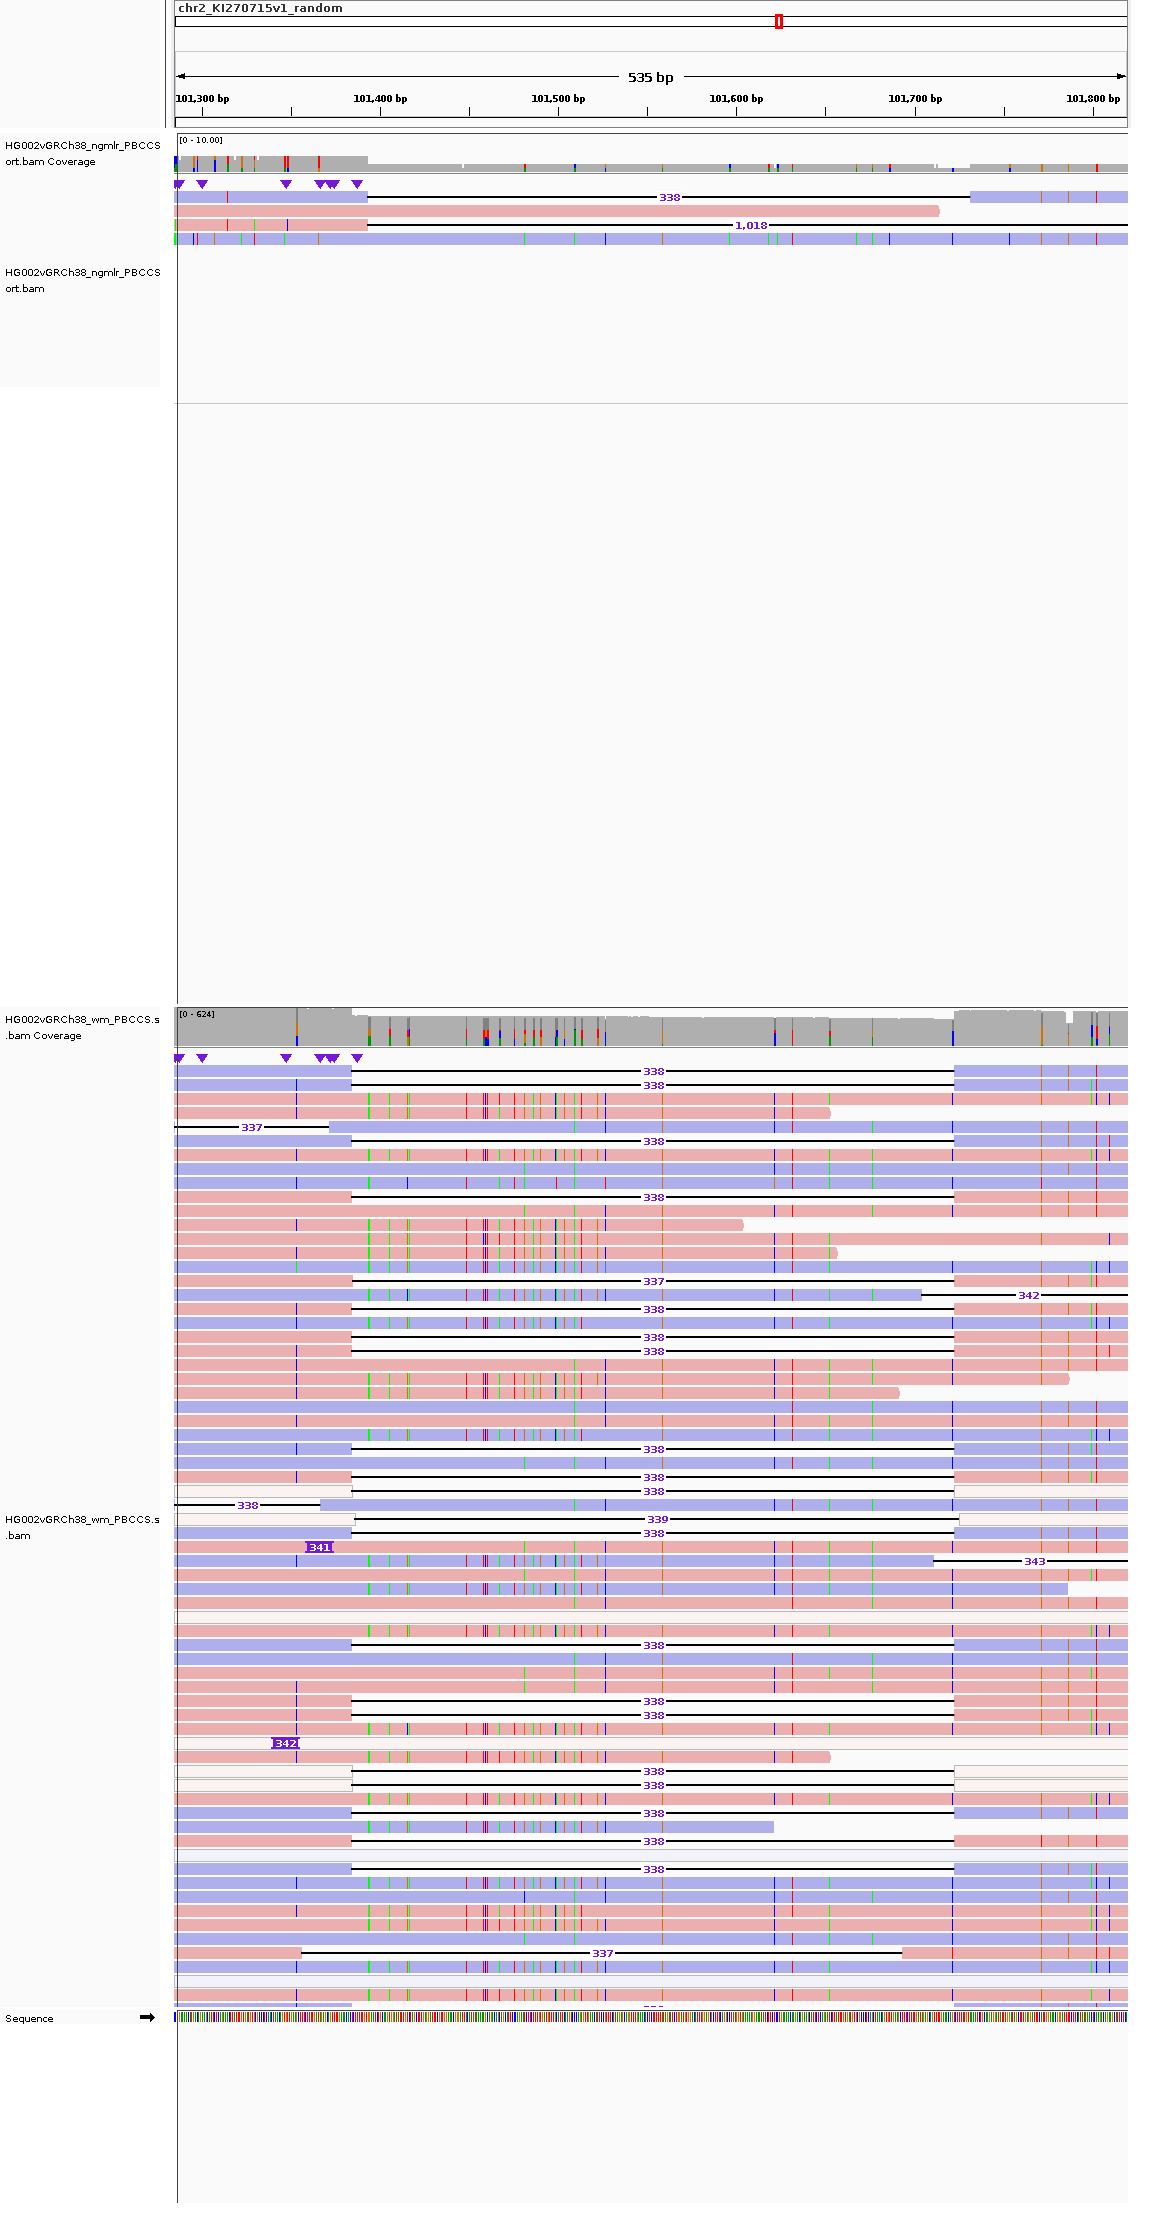 chr2_KI270715v1_random
535 bp
101,300 bp 101,400 bp 101,500 bp 101,600 bp 101,700 bp 101,800 bp
HG002vGRCh38_ngmlr_PBCCS
ort.bam Coverage
[0 - 10.00]
338
1,018
HG002vGRCh38_ngmlr_PBCCS
ort.bam
HG002vGRCh38_wm_PBCCS.s
.bam Coverage
[0 - 624]
338
338
337
338
338
337
342
338
338
338
338
338
338
338
HG002vGRCh38_wm_PBCCS.s
.bam
339
338
341
343
338
338
338
342
338
338
338
338
338
337
Sequence